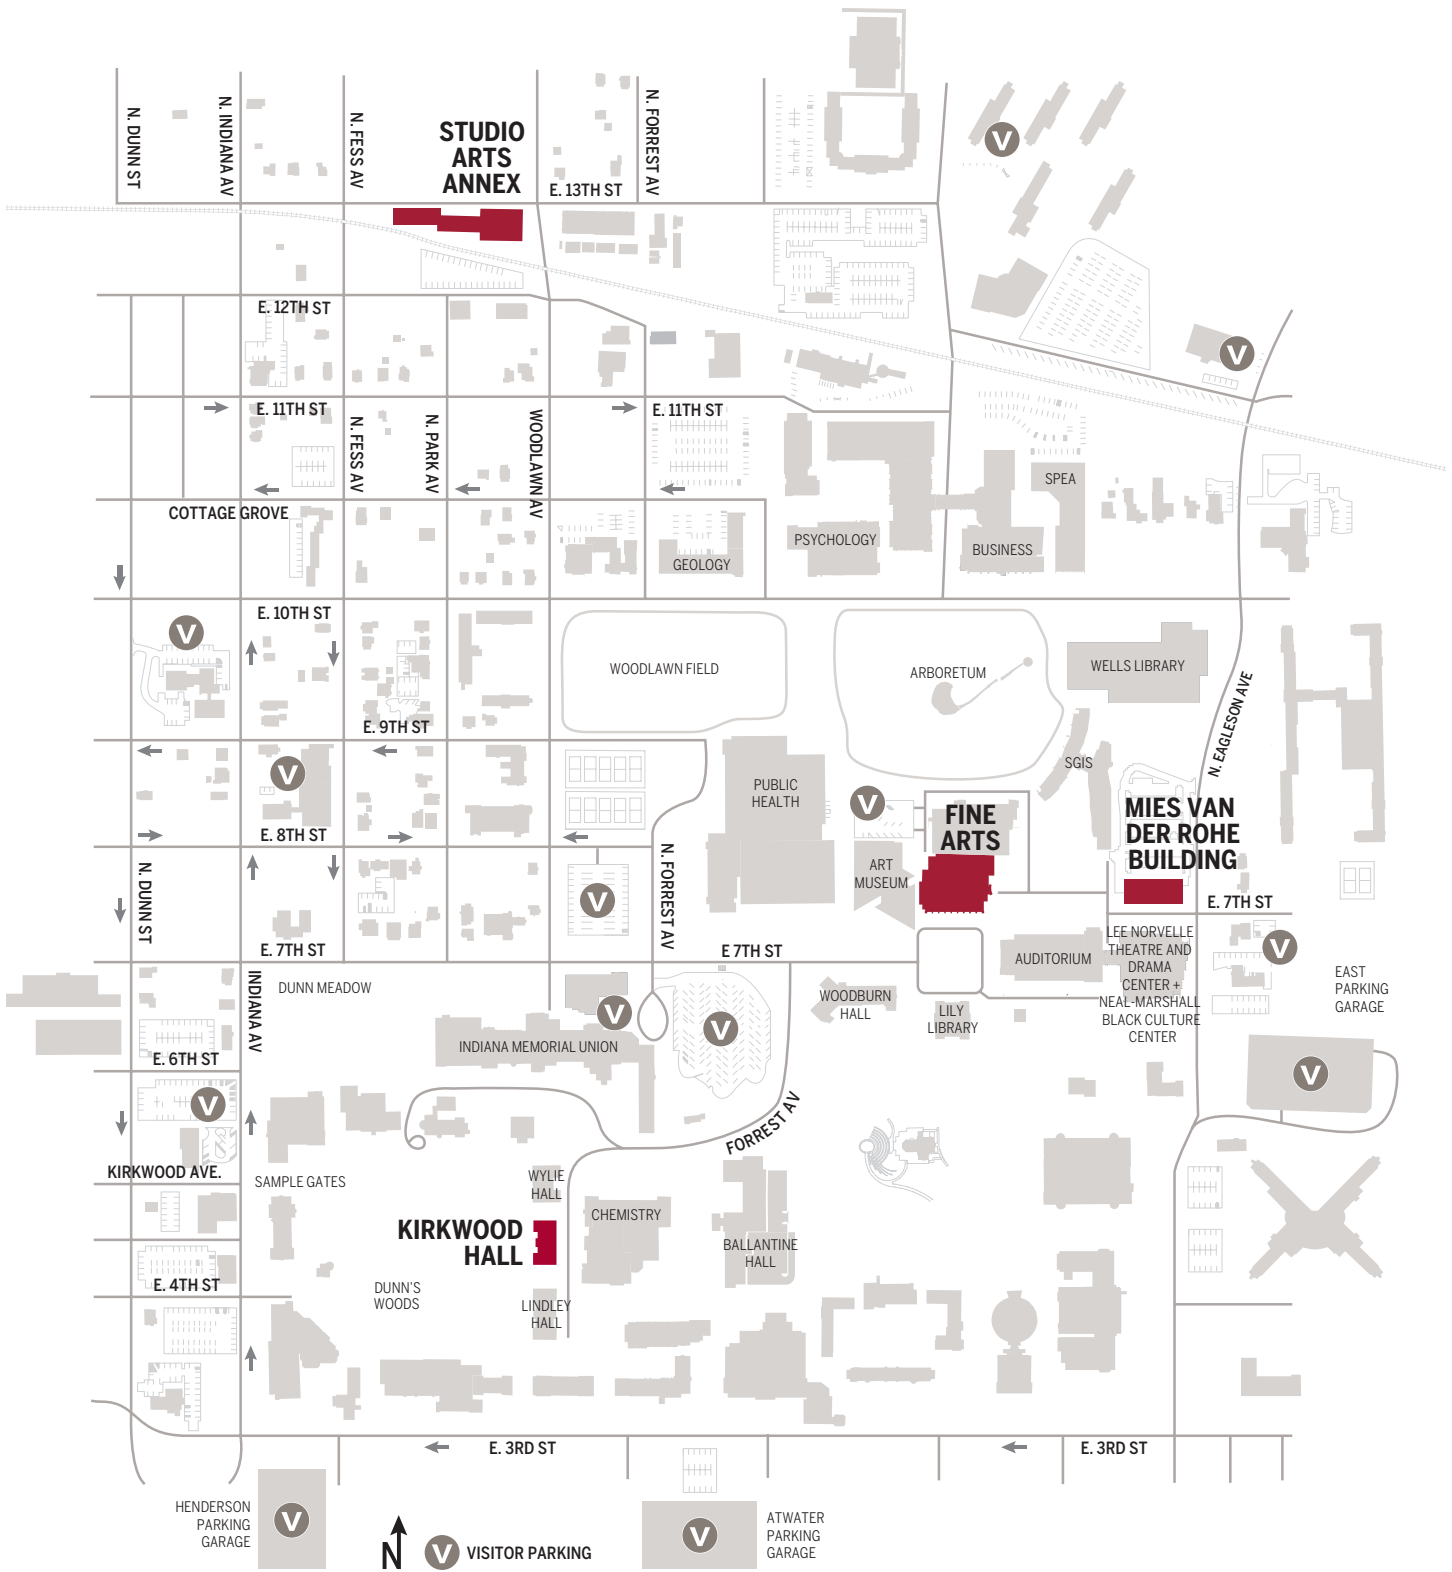 N. DUNN ST
N. INDIANA AV
N. FESS AV
STUDIO
ARTS
ANNEX
N. FORREST AV
E. 13TH ST
V
E. 12TH ST
V
E. 11TH ST
E. 11TH ST
N. FESS AV
N. PARK AV
WOODLAWN AV
SPEA
COTTAGE GROVE
PSYCHOLOGY
BUSINESS
GEOLOGY
E. 10TH ST
V
WOODLAWN FIELD
ARBORETUM
WELLS LIBRARY
N. EAGLESON AVE
E. 9TH ST
V
PUBLIC
HEALTH
SGIS
V
FINE
ARTS
MIES VAN
DER ROHE
BUILDING
E. 8TH ST
N. DUNN ST
V
N. FORREST AV
ART
MUSEUM
E. 7TH ST
E. 7TH ST
E 7TH ST
V
LEE NORVELLE
THEATRE AND
DRAMA
CENTER +
NEAL-MARSHALL
BLACK CULTURE
CENTER
AUDITORIUM
EAST
PARKING
GARAGE
INDIANA AV
DUNN MEADOW
WOODBURN
HALL
LILY
LIBRARY
V
V
INDIANA MEMORIAL UNION
E. 6TH ST
V
V
FORREST AV
KIRKWOOD AVE.
SAMPLE GATES
WYLIE
HALL
CHEMISTRY
KIRKWOOD
HALL
BALLANTINE
HALL
E. 4TH ST
DUNN'S
WOODS
LINDLEY
HALL
E. 3RD ST
E. 3RD ST
HENDERSON
PARKING
GARAGE
V
N
V VISITOR PARKING
V
ATWATER
PARKING
GARAGE